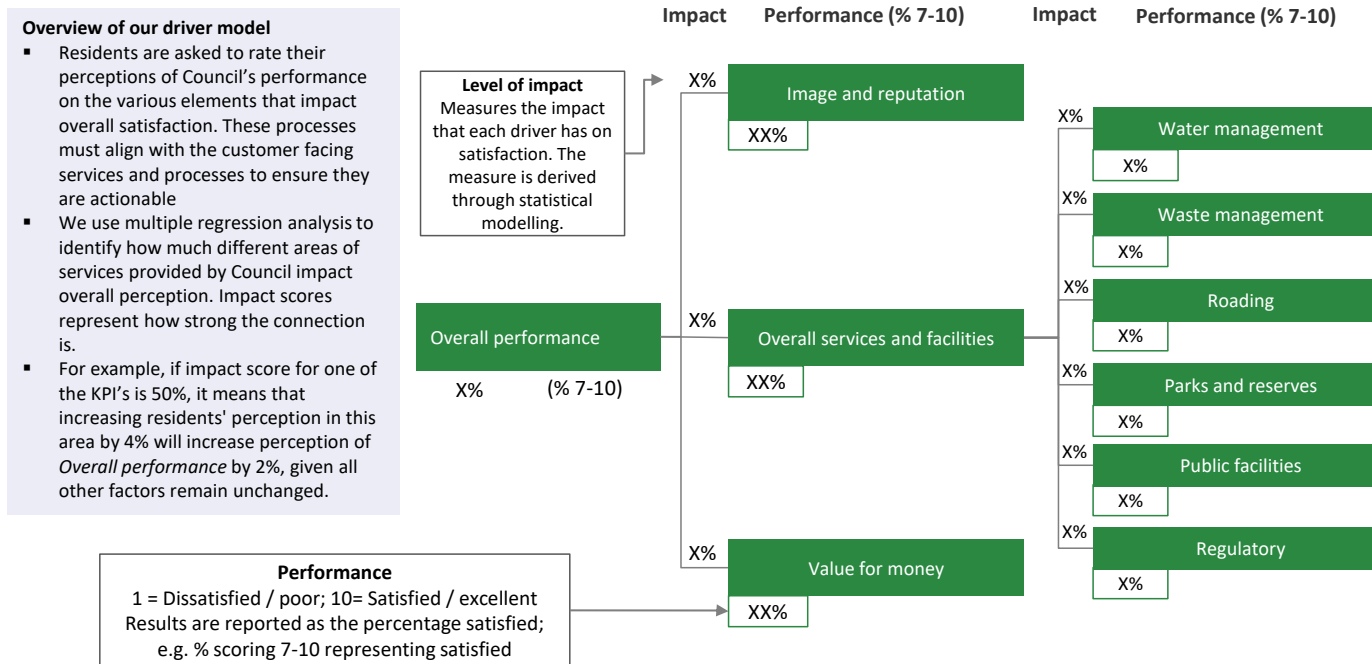 Overview of our driver model
▪ Residents are asked to rate their
perceptions of Council's performance
on the various elements that impact
overall satisfaction. These processes
must align with the customer facing
services and processes to ensure they
are actionable
▪ We use multiple regression analysis to
identify how much different areas of
services provided by Council impact
overall perception. Impact scores
represent how strong the connection
is.
▪ For example, if impact score for one of
the KPI's is 50%, it means that
increasing residents' perception in this
area by 4% will increase perception of
Overall performance by 2%, given all
other factors remain unchanged.
Level of impact
Measures the impact
that each driver has on
satisfaction. The
measure is derived
through statistical
modelling.
Overall performance
X% (% 7-10)
Performance
1 = Dissatisfied / poor; 10= Satisfied / excellent
Results are reported as the percentage satisfied;
e.g. % scoring 7-10 representing satisfied
Impact Performance (% 7-10)
X%
Image and reputation
XX%
X%
Overall services and facilities
XX%
X%
Value for money
XX%
Impact Performance (% 7-10)
X%
Water management
X%
X%
Waste management
X%
X%
Roading
X%
X%
Parks and reserves
X%
X%
Public facilities
X%
X%
Regulatory
X%